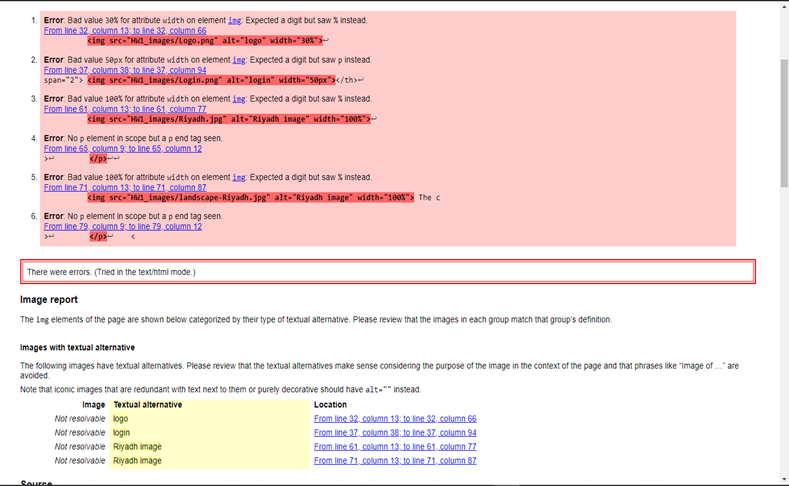 1. Error: Bad value 30% for attribute width on element img: Expected a digit but saw % instead.
From line 32, column 13; to line 32, column 66
<img src="HW1_images/Logo.png" alt="logo" width="30%">↩
2. Error: Bad value 50px for attribute width on element img: Expected a digit but saw p instead.
From line 37, column 38; to line 37, column 94
span="2"> <img src="HW1_images/Login.png" alt="login" width="50px"></th>↩
3. Error: Bad value 100% for attribute width on element img: Expected a digit but saw % instead.
From line 61, column 13; to line 61, column 77
<img src="HW1_images/Riyadh.jpg" alt="Riyadh image" width="100%">↩
4. Error: No p element in scope but a p end tag seen.
From line 65, column 9; to line 65, column 12
>↩ </p>↩↩
5. Error: Bad value 100% for attribute width on element img: Expected a digit but saw % instead.
From line 71, column 13; to line 71, column 87
<img src="HW1_images/landscape-Riyadh.jpg" alt="Riyadh image" width="100%"> The c
6. Error: No p element in scope but a p end tag seen.
From line 79, column 9; to line 79, column 12
>↩ </p>↩ <
There were errors. (Tried in the text/html mode.)
Image report
The img elements of the page are shown below categorized by their type of textual alternative. Please review that the images in each group match that group's definition.
Images with textual alternative
The following images have textual alternatives. Please review that the textual alternatives make sense considering the purpose of the image in the context of the page and that phrases like “Image of …” are
avoided.
Note that iconic images that are redundant with text next to them or purely decorative should have alt="" instead.
Image Textual alternative Location
Not resolvable logo From line 32, column 13; to line 32, column 66
Not resolvable login From line 37, column 38; to line 37, column 94
Not resolvable Riyadh image From line 61, column 13; to line 61, column 77
Not resolvable Riyadh image From line 71, column 13; to line 71, column 87
Source